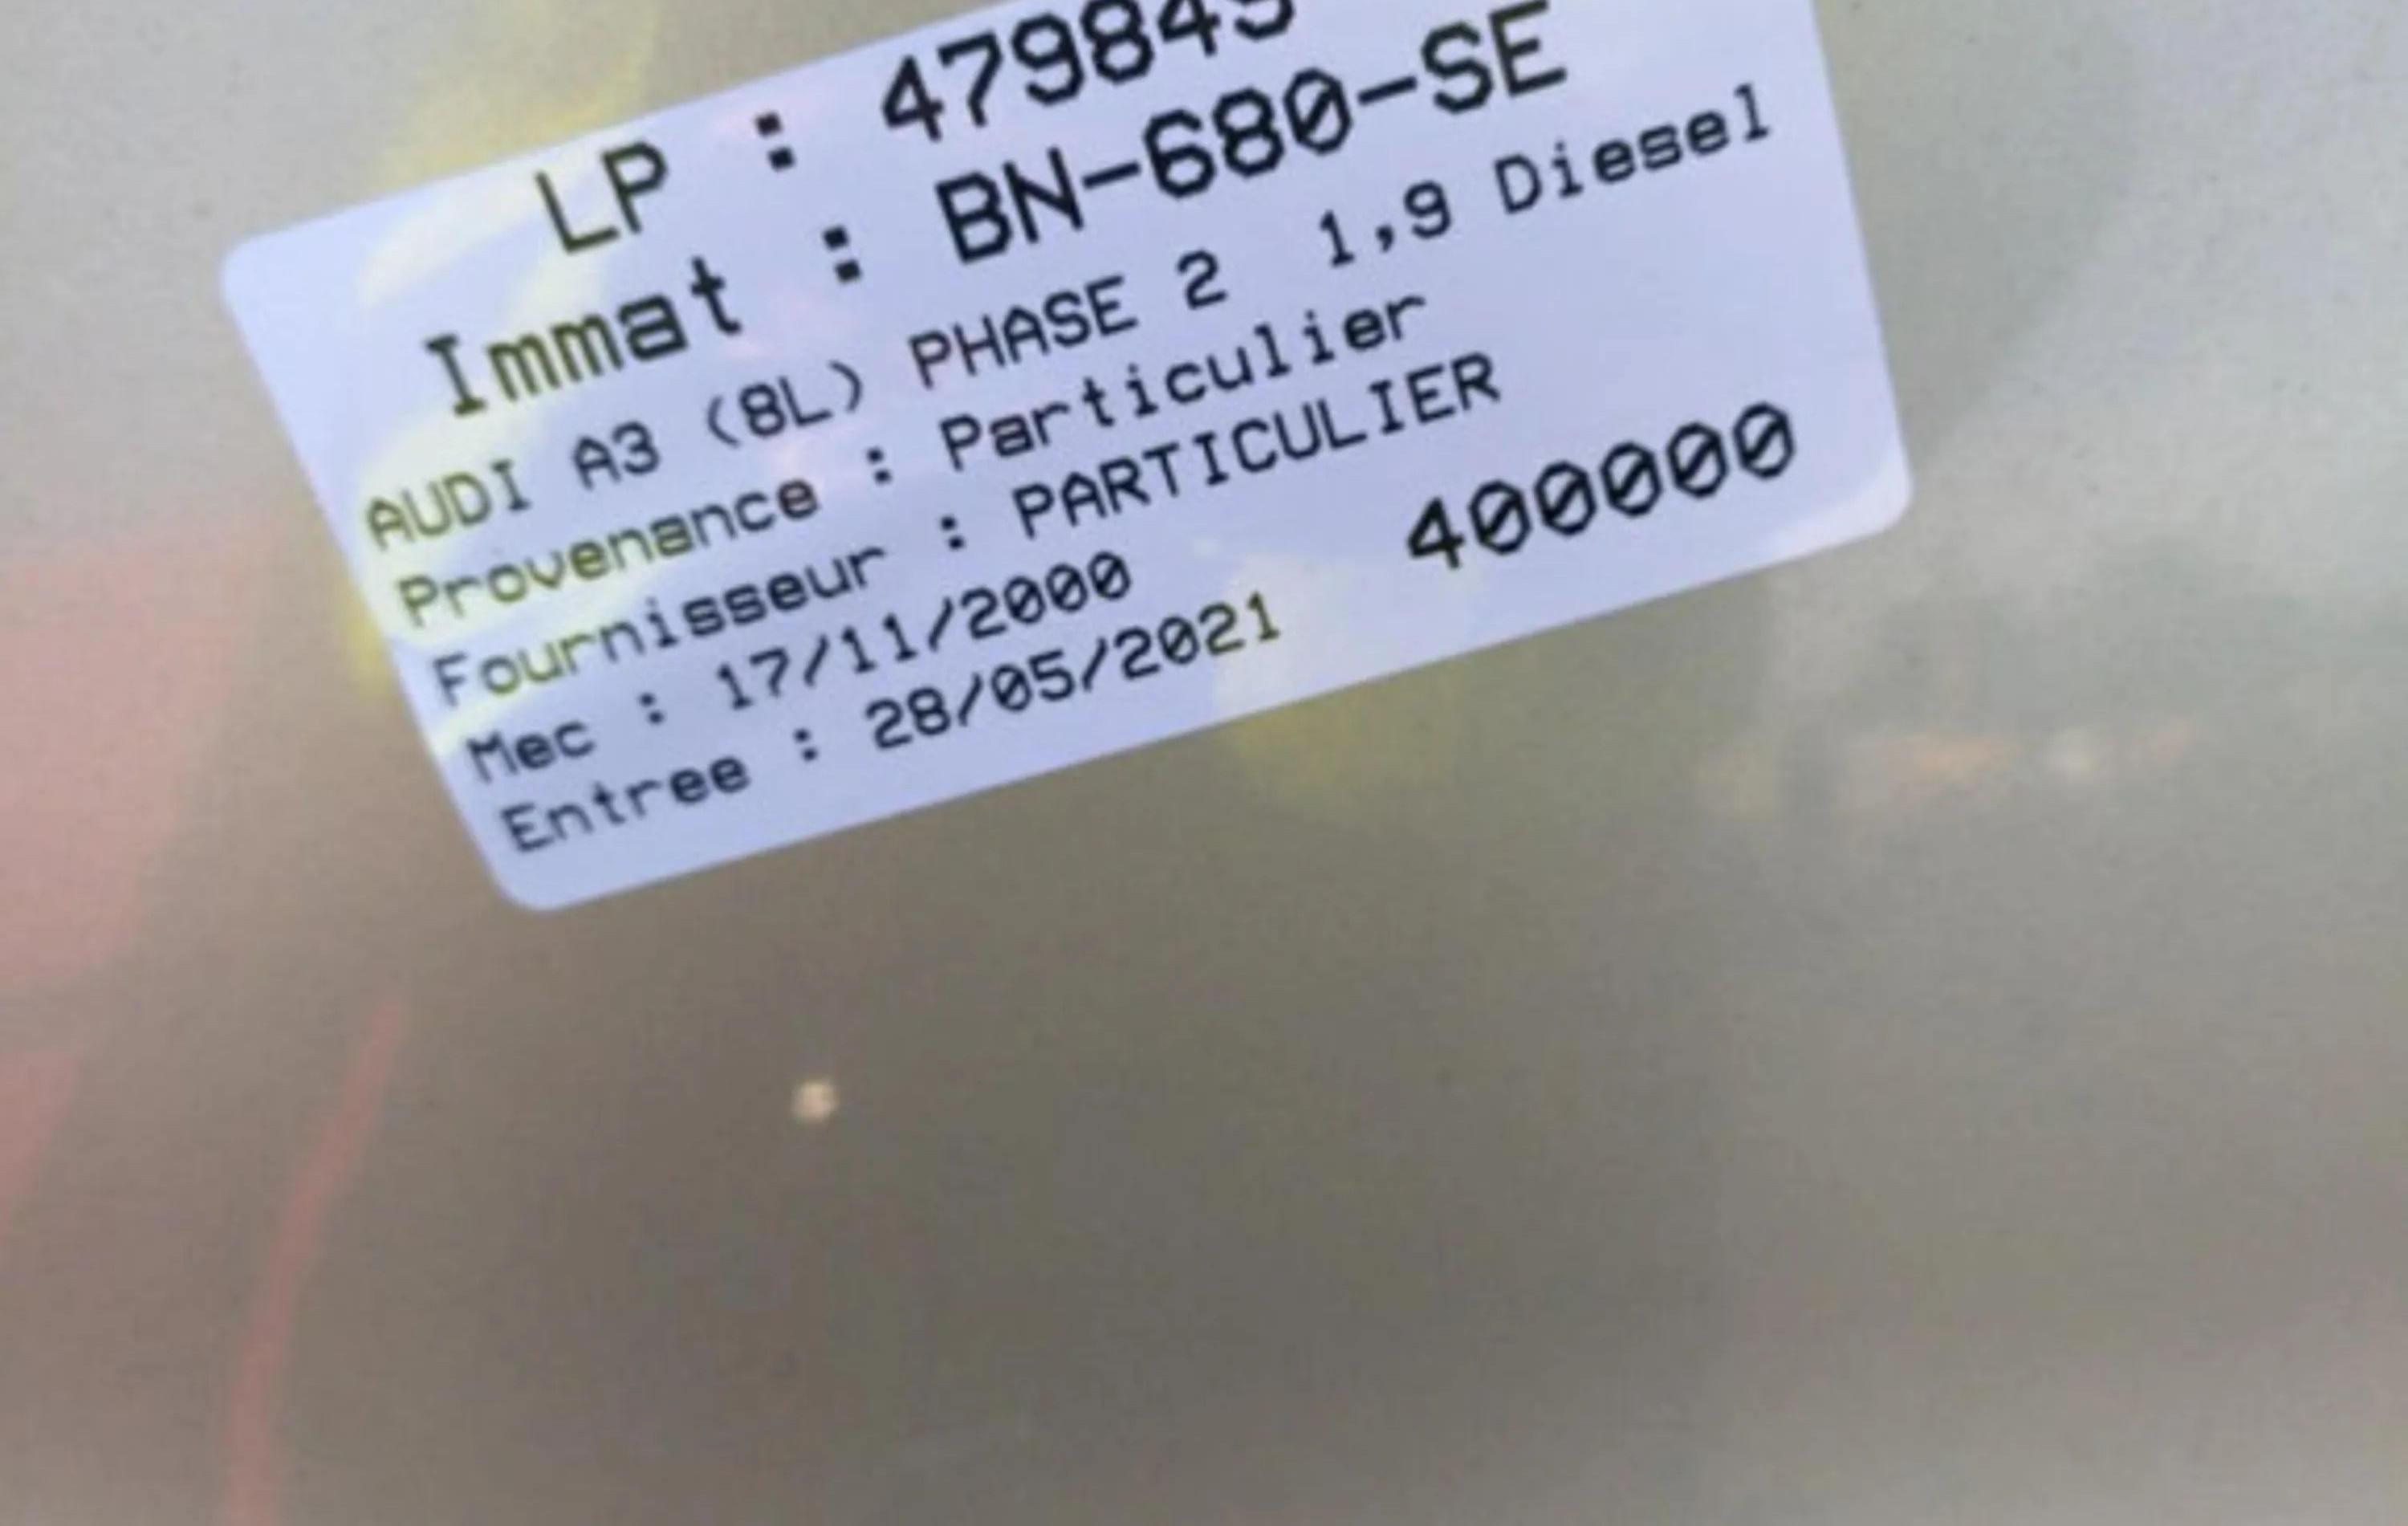 LP : 479845
Immat : BN-680-SE
AUDI A3 (8L) PHASE 2 1,9 Diesel
Provenance : Particulier
Fournisseur : PARTICULIER
Mec : 17/11/2000
Entree : 28/05/2021 400000